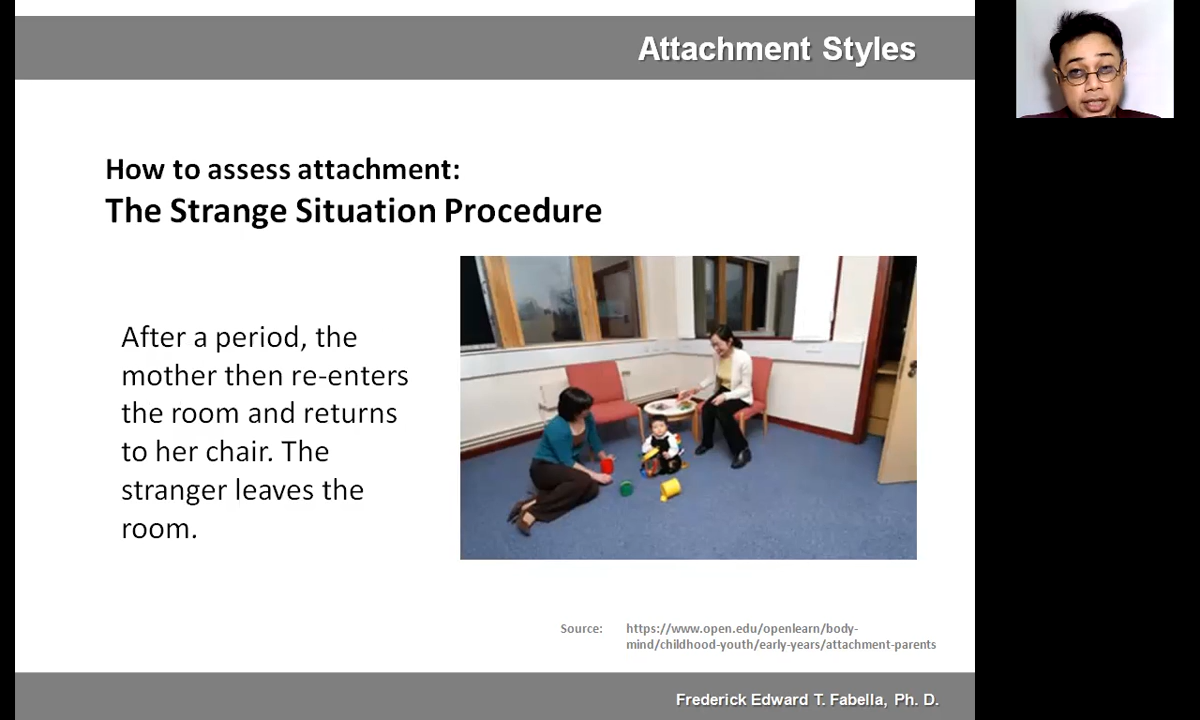 Attachment Styles
How to assess attachment:
The Strange Situation Procedure
After a period, the
mother then re-enters
the room and returns
to her chair. The
stranger leaves the
room.
Source: https://www.open.edu/openlearn/body-
mind/childhood-youth/early-years/attachment-parents
Frederick Edward T. Fabella, Ph. D.